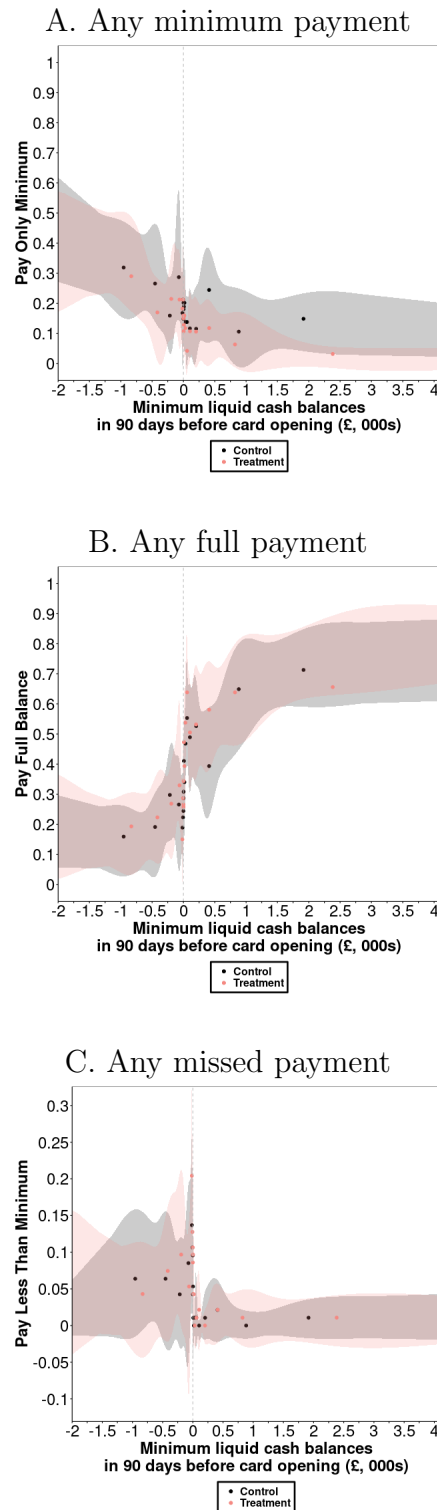 A. Any minimum payment
1
0.9
0.8
0.7
0.6
0.5
0.4
0.3
0.2
0.1
0
Pay Only Minimum
-2 -1.5 -1 -0.5 0 0.5 1 1.5 2 2.5 3 3.5 4
Minimum liquid cash balances
in 90 days before card opening (£, 000s)
Control
Treatment
B. Any full payment
1
0.9
0.8
0.7
0.6
0.5
0.4
0.3
0.2
0.1
0
Pay Full Balance
-2 -1.5 -1 -0.5 0 0.5 1 1.5 2 2.5 3 3.5 4
Minimum liquid cash balances
in 90 days before card opening (£, 000s)
Control
Treatment
C. Any missed payment
0.3
0.25
0.2
0.15
0.1
0.05
0
-0.05
-0.1
Pay Less Than Minimum
-2 -1.5 -1 -0.5 0 0.5 1 1.5 2 2.5 3 3.5 4
Minimum liquid cash balances
in 90 days before card opening (£, 000s)
Control
Treatment